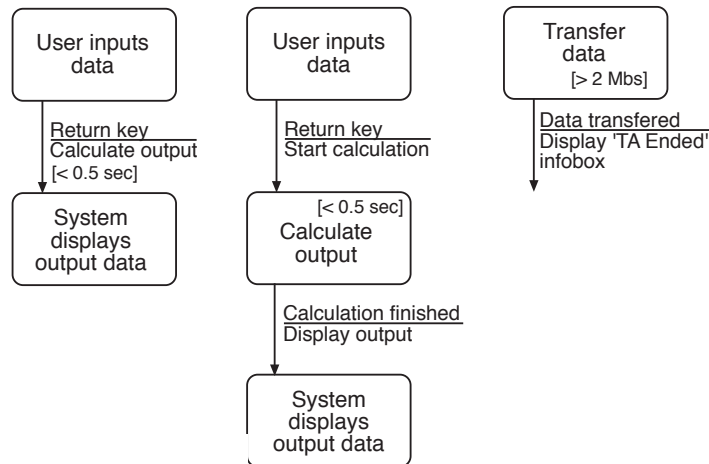 User inputs
data
Return key
Calculate output
[< 0.5 sec]
System
displays
output data
User inputs
data
Return key
Start calculation
[< 0.5 sec]
Calculate
output
Calculation finished
Display output
System
displays
output data
Transfer
data
[> 2 Mbs]
Data transfered
Display 'TA Ended'
infobox